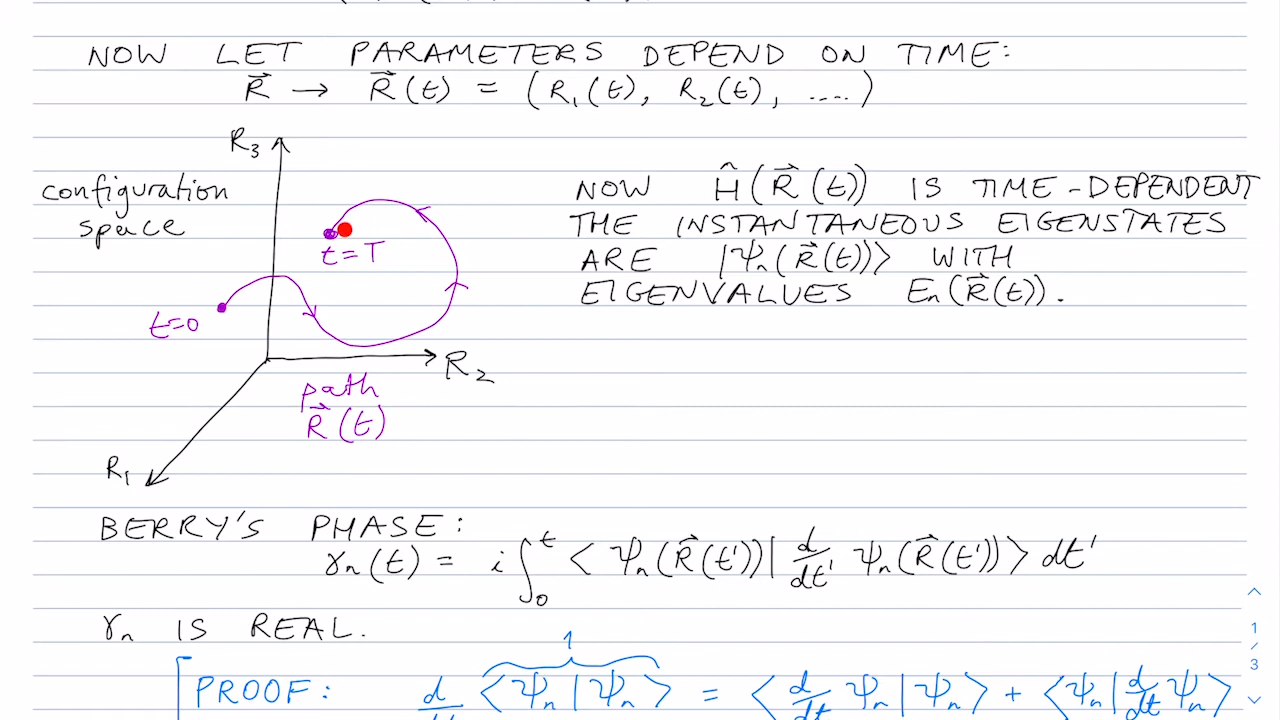 NOW LET PARAMETERS DEPEND ON TIME:
R⃗ → R⃗(t) = (R₁(t), R₂(t), ....)
R₃
configuration
space
t=T
t=0
R₂
path
R⃗(t)
R₁
NOW Ĥ(R⃗(t)) IS TIME-DEPENDENT
THE INSTANTANEOUS EIGENSTATES
ARE |Ψₙ(R⃗(t))⟩ WITH
EIGENVALUES Eₙ(R⃗(t)).
BERRY'S PHASE:
γₙ(t) = i∫₀ᵗ ⟨Ψₙ(R⃗(t'))| d/dt' Ψₙ(R⃗(t'))⟩ dt'
γₙ IS REAL.
1
PROOF: d/dt ⟨Ψₙ|Ψₙ⟩ = ⟨d/dt Ψₙ|Ψₙ⟩ + ⟨Ψₙ|d/dt Ψₙ⟩
1
/
3